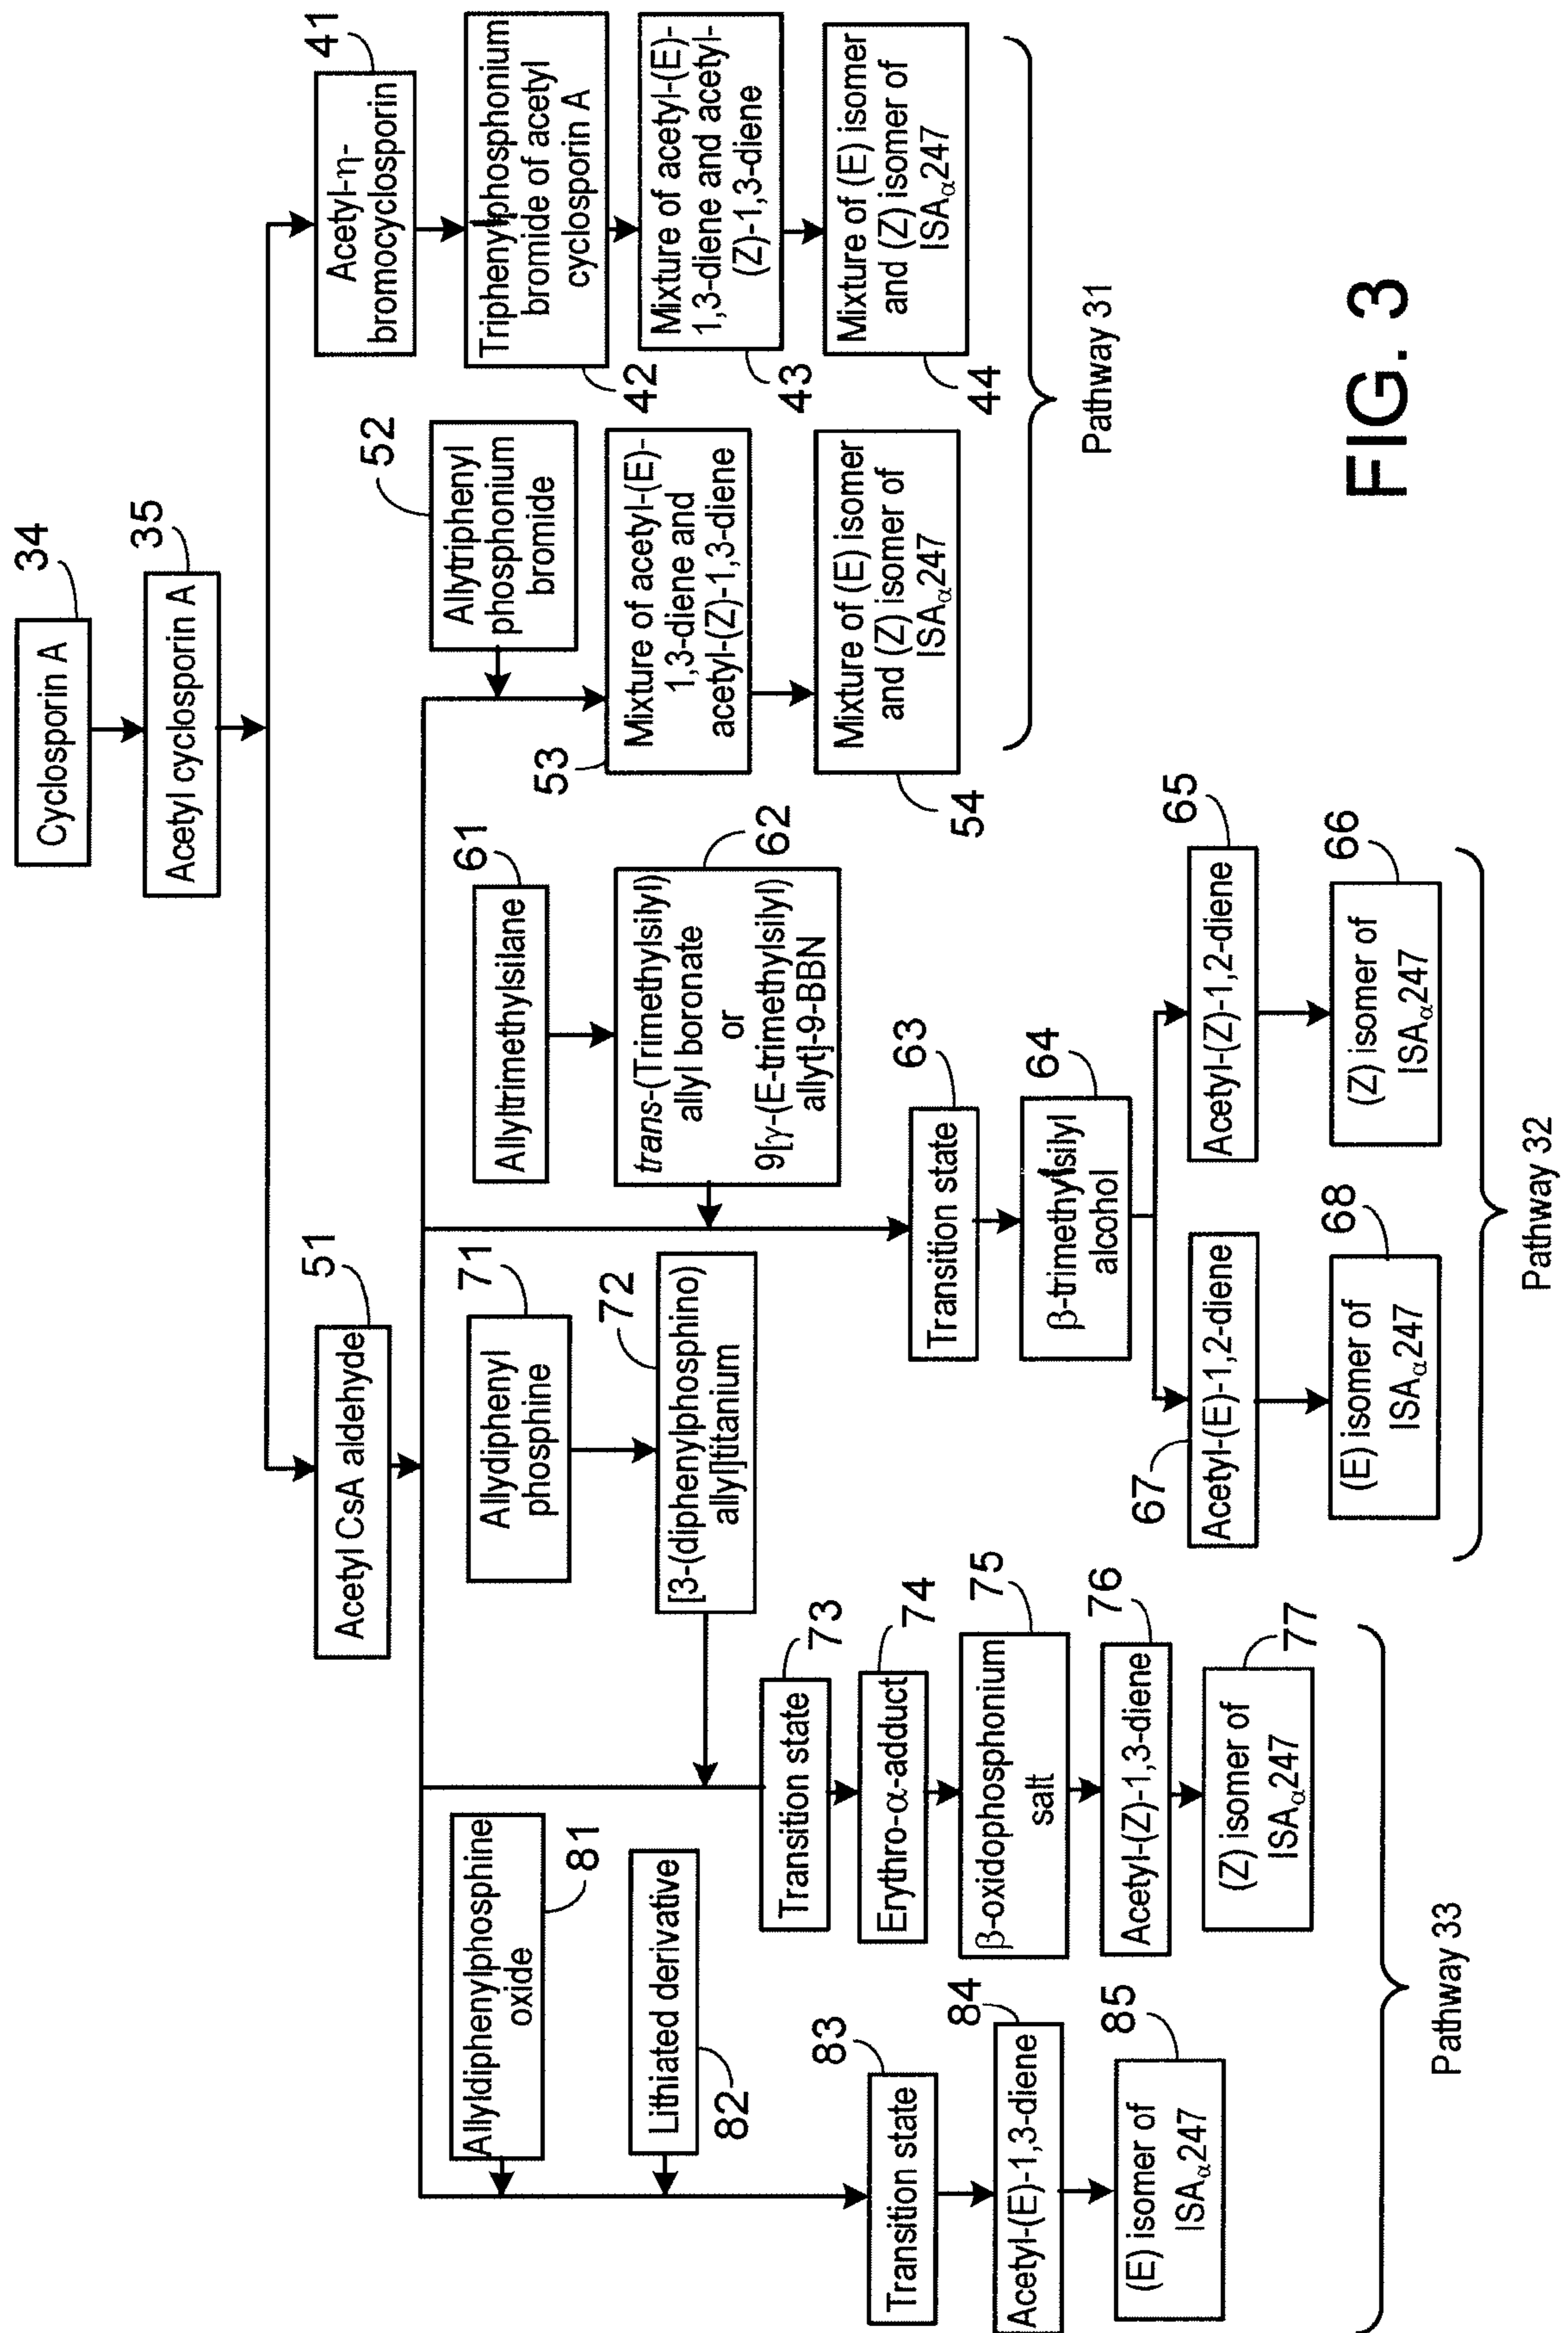 34
Cyclosporin A
35
Acetyl cyclosporin A
51
Acetyl CsA aldehyde
41
Acetyl-η-
bromocyclosporin
42
Triphenylphosphonium
bromide of acetyl
cyclosporin A
43
Mixture of acetyl-(E)-
1,3-diene and acetyl-
(Z)-1,3-diene
44
Mixture of (E) isomer
and (Z) isomer of
ISAα247
52
Allytriphenyl
phosphonium
bromide
53
Mixture of acetyl-(E)-
1,3-diene and
acetyl-(Z)-1,3-diene
54
Mixture of (E) isomer
and (Z) isomer of
ISAα247
Pathway 31
61
Allyltrimethylsilane
62
trans-(Trimethylsilyl)
allyl boronate
or
9[γ-(E-trimethylsilyl)
allyt]-9-BBN
63
Transition state
64
β-trimethylsilyl
alcohol
65
Acetyl-(Z)-1,2-diene
66
(Z) isomer of
ISAα247
67
Acetyl-(E)-1,2-diene
68
(E) isomer of
ISAα247
Pathway 32
71
Allydiphenyl
phosphine
72
[3-(diphenylphosphino)
allyl]titanium
73
Transition state
74
Erythro-α-adduct
75
β-oxidophosphonium
salt
76
Acetyl-(Z)-1,3-diene
77
(Z) isomer of
ISAα247
81
Allyldiphenylphosphine
oxide
82
Lithiated derivative
83
Transition state
84
Acetyl-(E)-1,3-diene
85
(E) isomer of
ISAα247
Pathway 33
FIG. 3